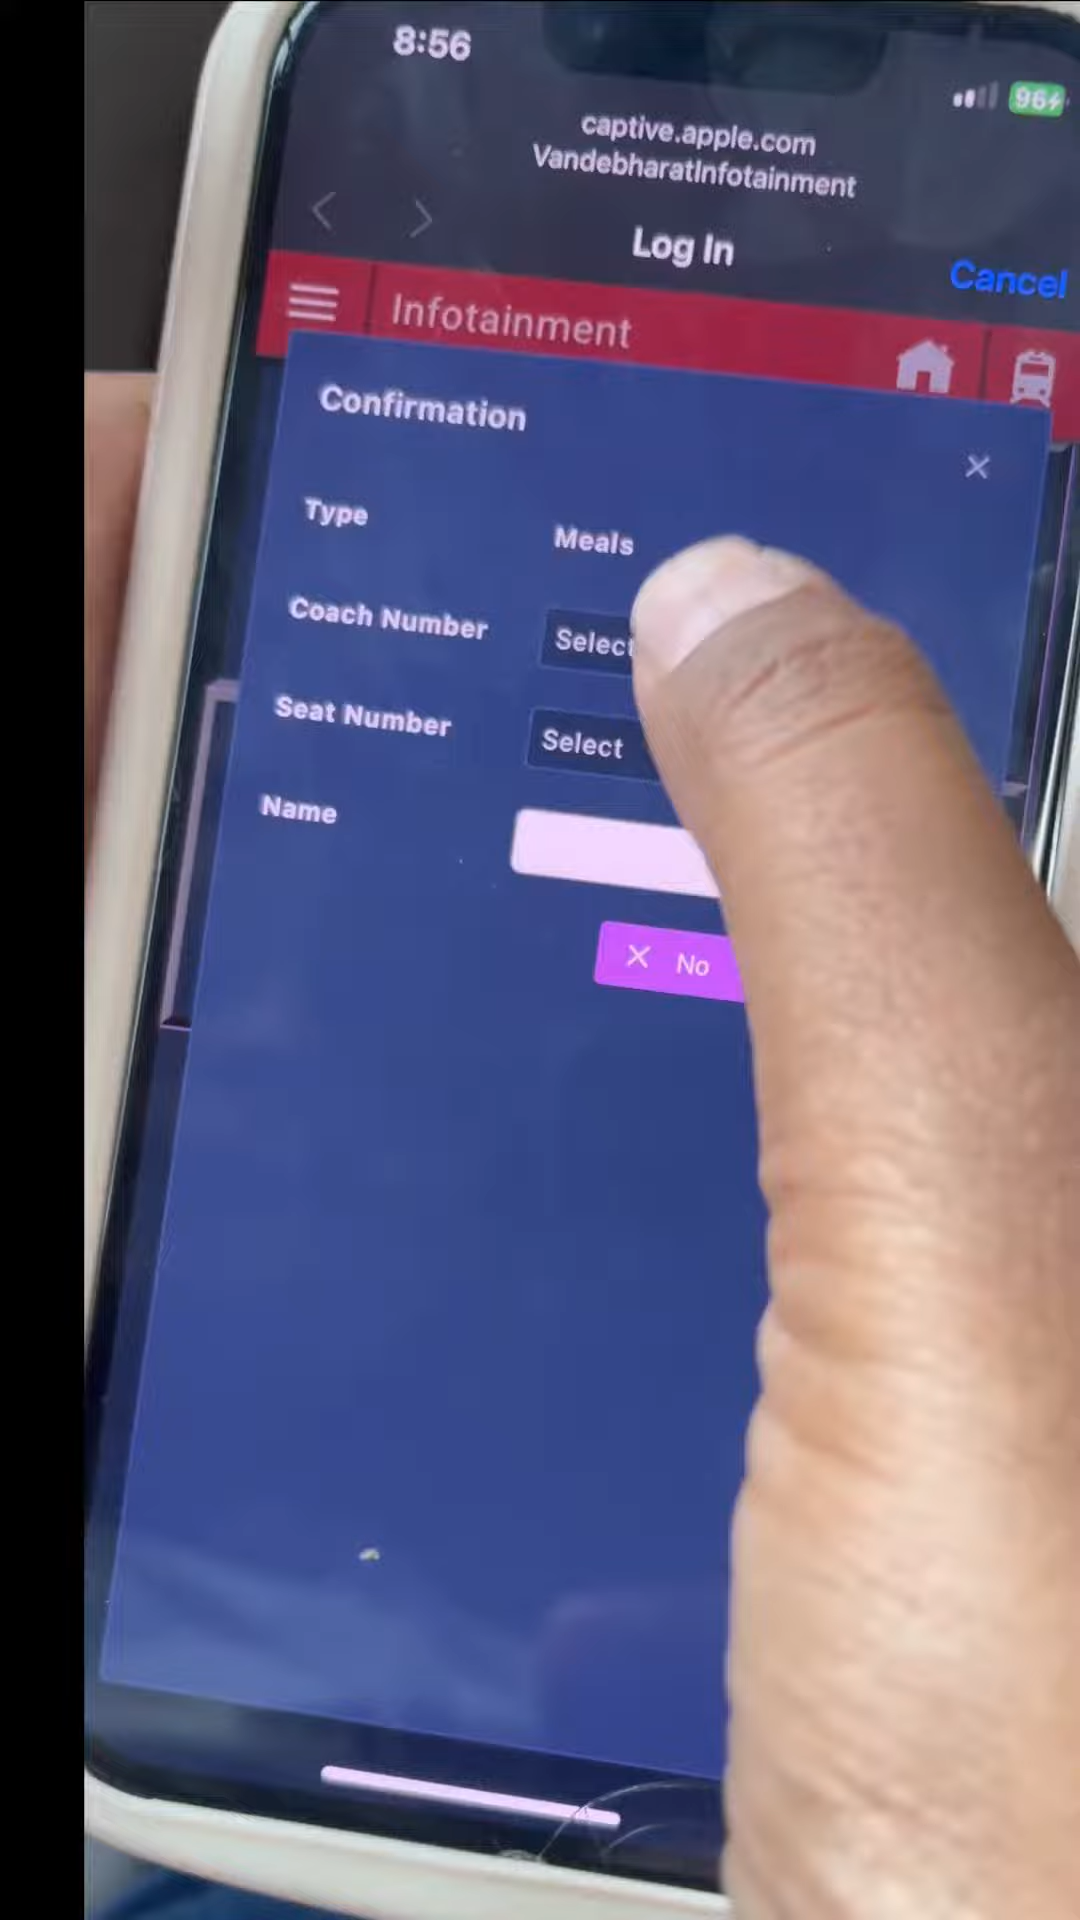 8:56
96
captive.apple.com
VandebharatInfotainment
Log In
Cancel
Infotainment
Confirmation
Type
Meals
Coach Number
Select
Seat Number
Select
Name
No